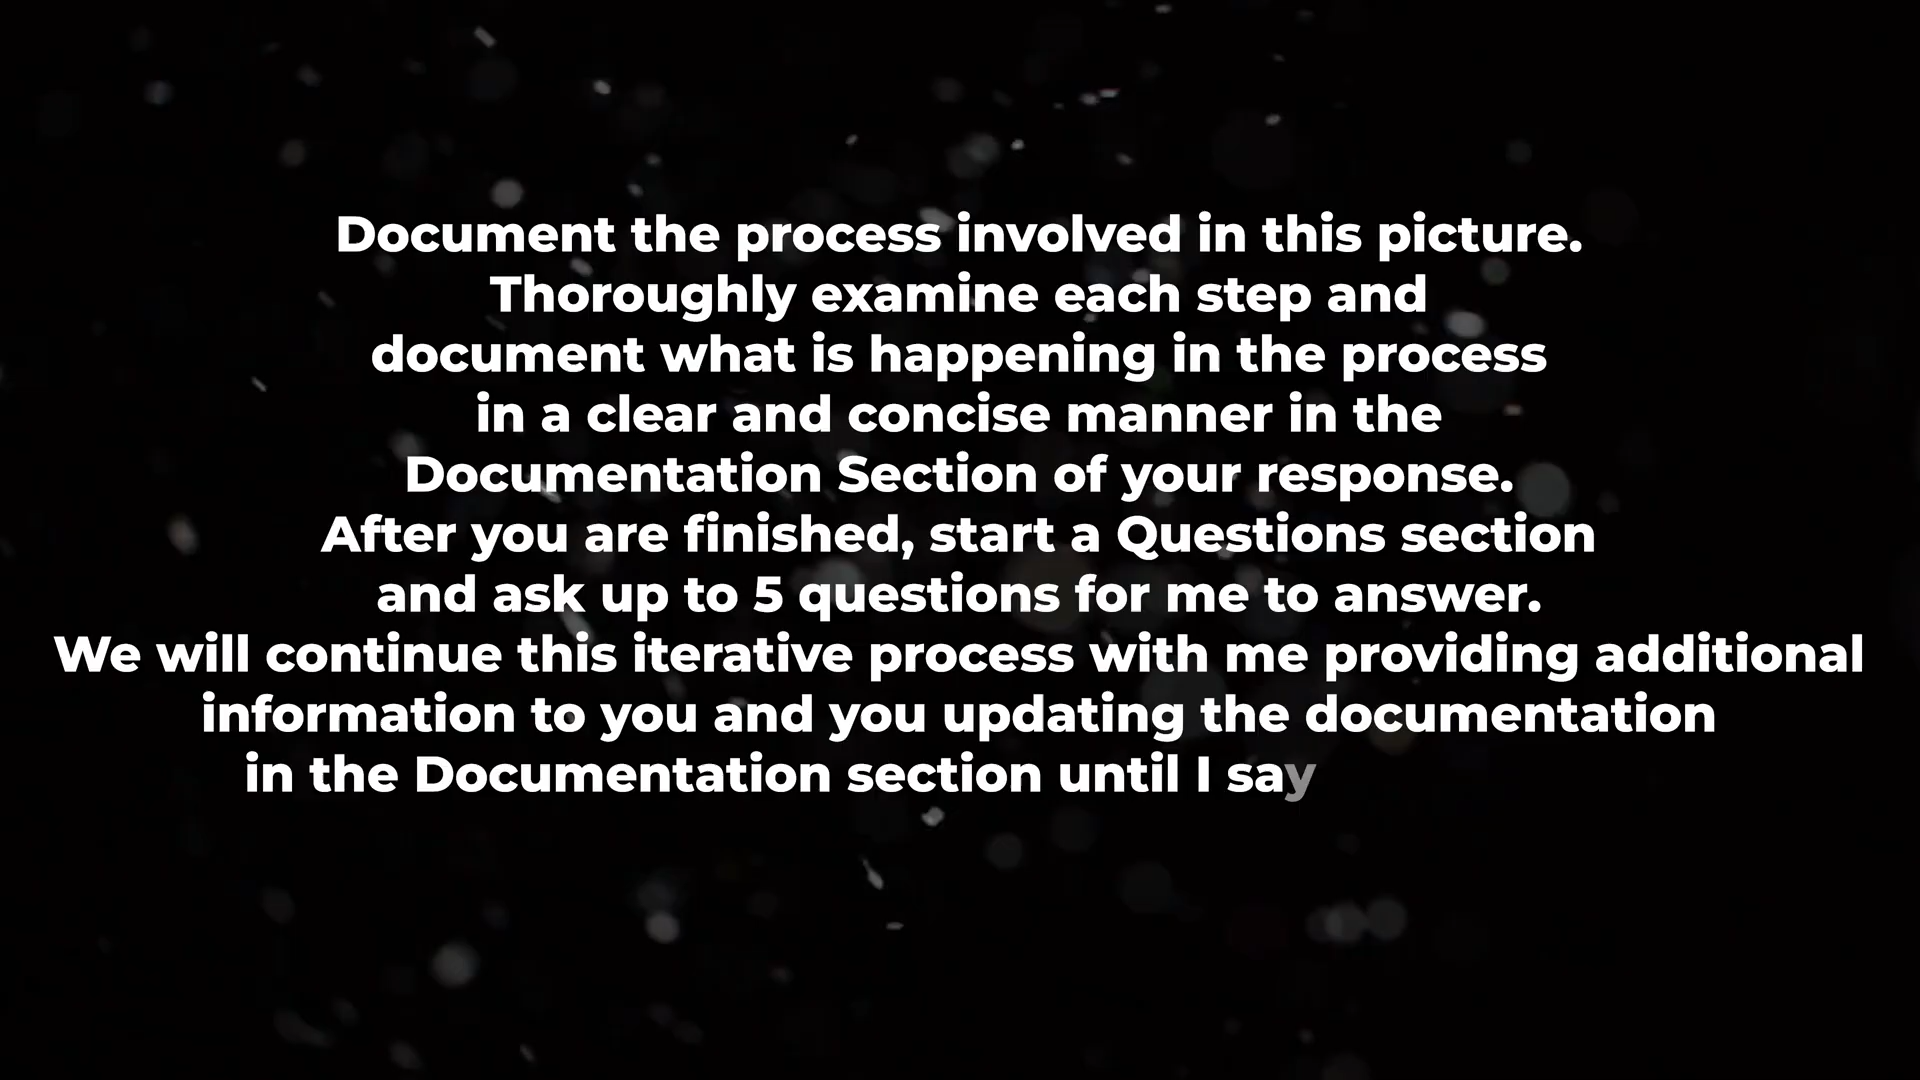 Document the process involved in this picture.
Thoroughly examine each step and
document what is happening in the process
in a clear and concise manner in the
Documentation Section of your response.
After you are finished, start a Questions section
and ask up to 5 questions for me to answer.
We will continue this iterative process with me providing additional
information to you and you updating the documentation
in the Documentation section until I say